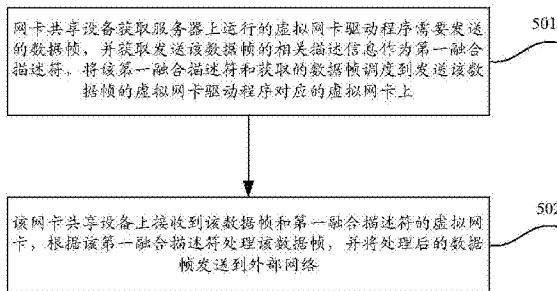 网卡共享设备获取服务器上运行的虚拟网卡驱动程序需要发送
的数据帧，并获取发送该数据帧的相关描述信息作为第一融合
描述符，将该第一融合描述符和获取的数据帧调度到发送该数
据帧的虚拟网卡驱动程序对应的虚拟网卡上
501
该网卡共享设备上接收到该数据帧和第一融合描述符的虚拟网
卡，根据该第一融合描述符处理该数据帧，并将处理后的数据
帧发送到外部网络
502